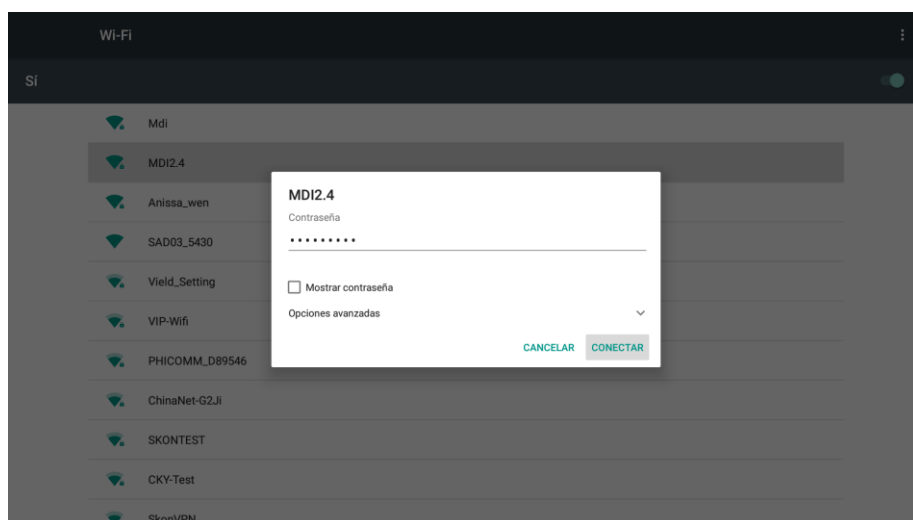 Wi-Fi
Sí
Mdi
MDI2.4
MDI2.4
Contraseña
•••••••••
Mostrar contraseña
Opciones avanzadas
CANCELAR CONECTAR
Anissa_wen
SAD03_5430
Vield_Setting
VIP-Wifi
PHICOMM_D89546
ChinaNet-G2Ji
SKONTEST
CKY-Test
SkonVPN